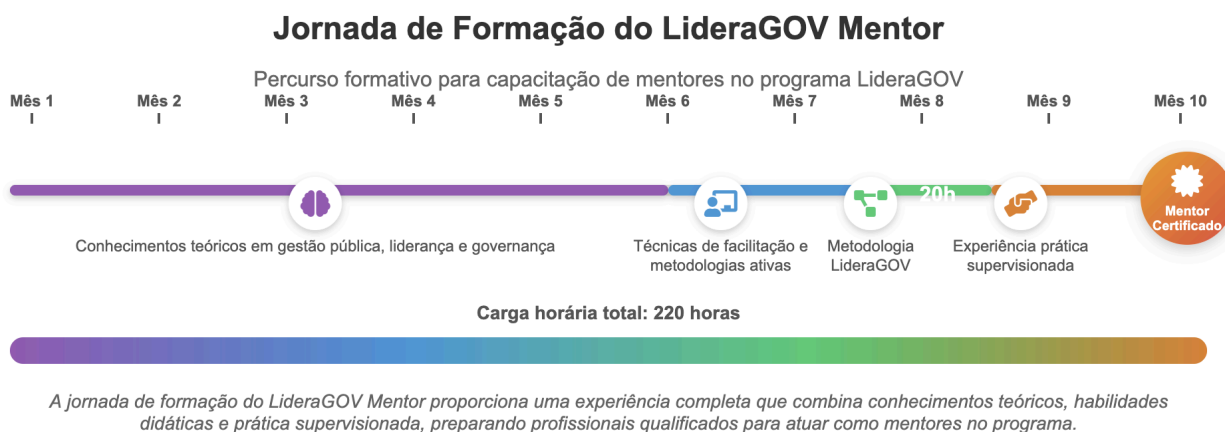 Jornada de Formação do LideraGOV Mentor
Percurso formativo para capacitação de mentores no programa LideraGOV
Mês 1 Mês 2 Mês 3 Mês 4 Mês 5 Mês 6 Mês 7 Mês 8 Mês 9 Mês 10
20h
Mentor
Certificado
Conhecimentos teóricos em gestão pública, liderança e governança
Técnicas de facilitação e
metodologias ativas
Metodologia
LideraGOV
Experiência prática
supervisionada
Carga horária total: 220 horas
A jornada de formação do LideraGOV Mentor proporciona uma experiência completa que combina conhecimentos teóricos, habilidades
didáticas e prática supervisionada, preparando profissionais qualificados para atuar como mentores no programa.